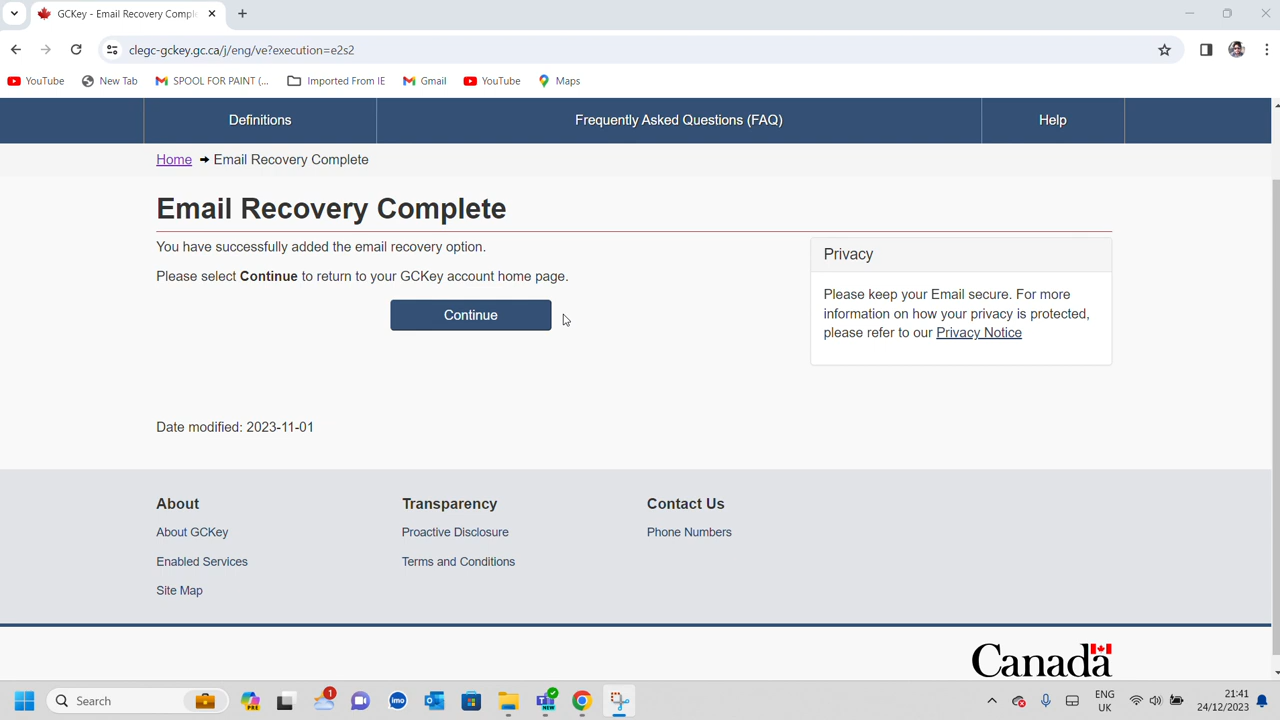 GCKey - Email Recovery Comple
clegc-gckey.gc.ca/j/eng/ve?execution=e2s2
YouTube
New Tab
SPOOL FOR PAINT (...
Imported From IE
Gmail
YouTube
Maps
Definitions
Frequently Asked Questions (FAQ)
Help
Home ➔ Email Recovery Complete
Email Recovery Complete
You have successfully added the email recovery option.
Please select Continue to return to your GCKey account home page.
Continue
Privacy
Please keep your Email secure. For more
information on how your privacy is protected,
please refer to our Privacy Notice
Date modified: 2023-11-01
About
Transparency
Contact Us
About GCKey
Proactive Disclosure
Phone Numbers
Enabled Services
Terms and Conditions
Site Map
Canada
Search
PRE
1
imo
NEW
ENG
UK
21:41
24/12/2023